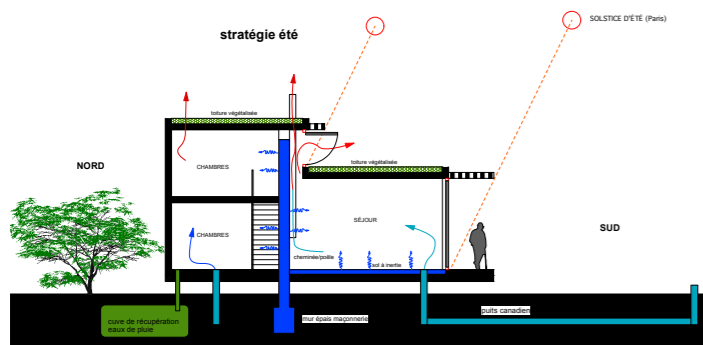 stratégie été
SOLSTICE D'ÉTÉ (Paris)
toiture végétalisée
NORD
CHAMBRES
toiture végétalisée
CHAMBRES
SÉJOUR
SUD
cheminée/poêle
sol à inertie
cuve de récupération
eaux de pluie
mur épais maçonnerie
puits canadien